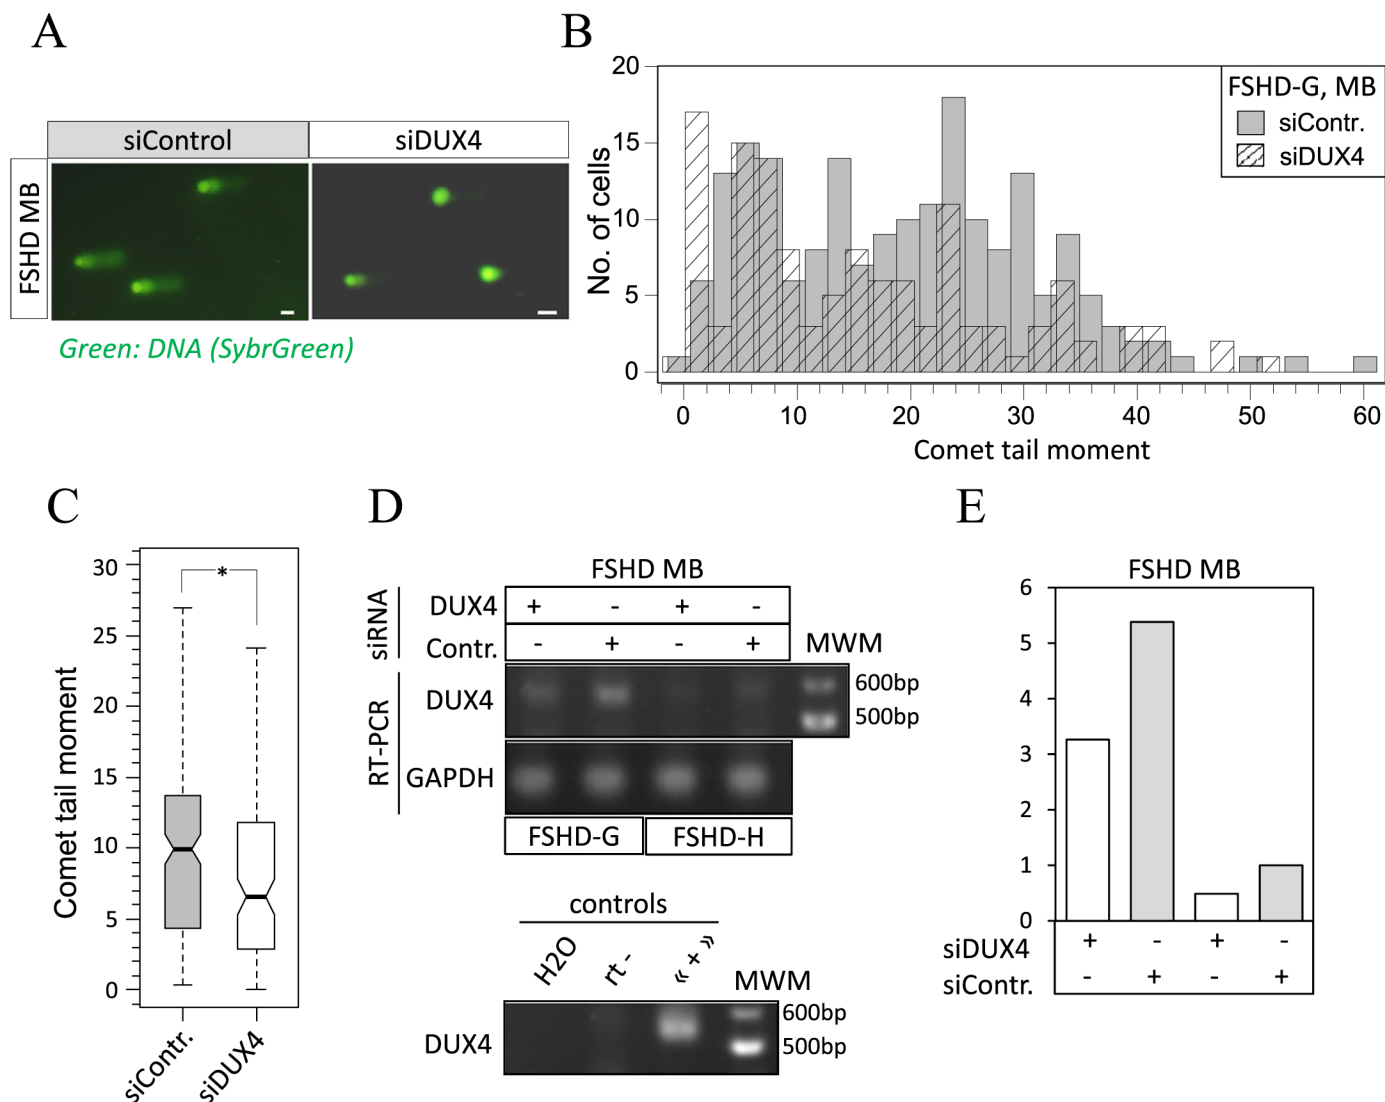 A
siControl siDUX4
FSHD MB
Green: DNA (SybrGreen)
B
20
15
10
5
0
No. of cells
FSHD-G, MB
siContr.
siDUX4
0 10 20 30 40 50 60
Comet tail moment
C
30
25
20
15
10
5
0
Comet tail moment
*
siContr. siDUX4
D
FSHD MB
siRNA
DUX4 + - + -
Contr. - + - +
MWM
RT-PCR
DUX4
600bp
500bp
GAPDH
FSHD-G FSHD-H
controls
H2O rt - « + »
MWM
DUX4
600bp
500bp
E
FSHD MB
6
5
4
3
2
1
0
siDUX4 + - + -
siContr. - + - +